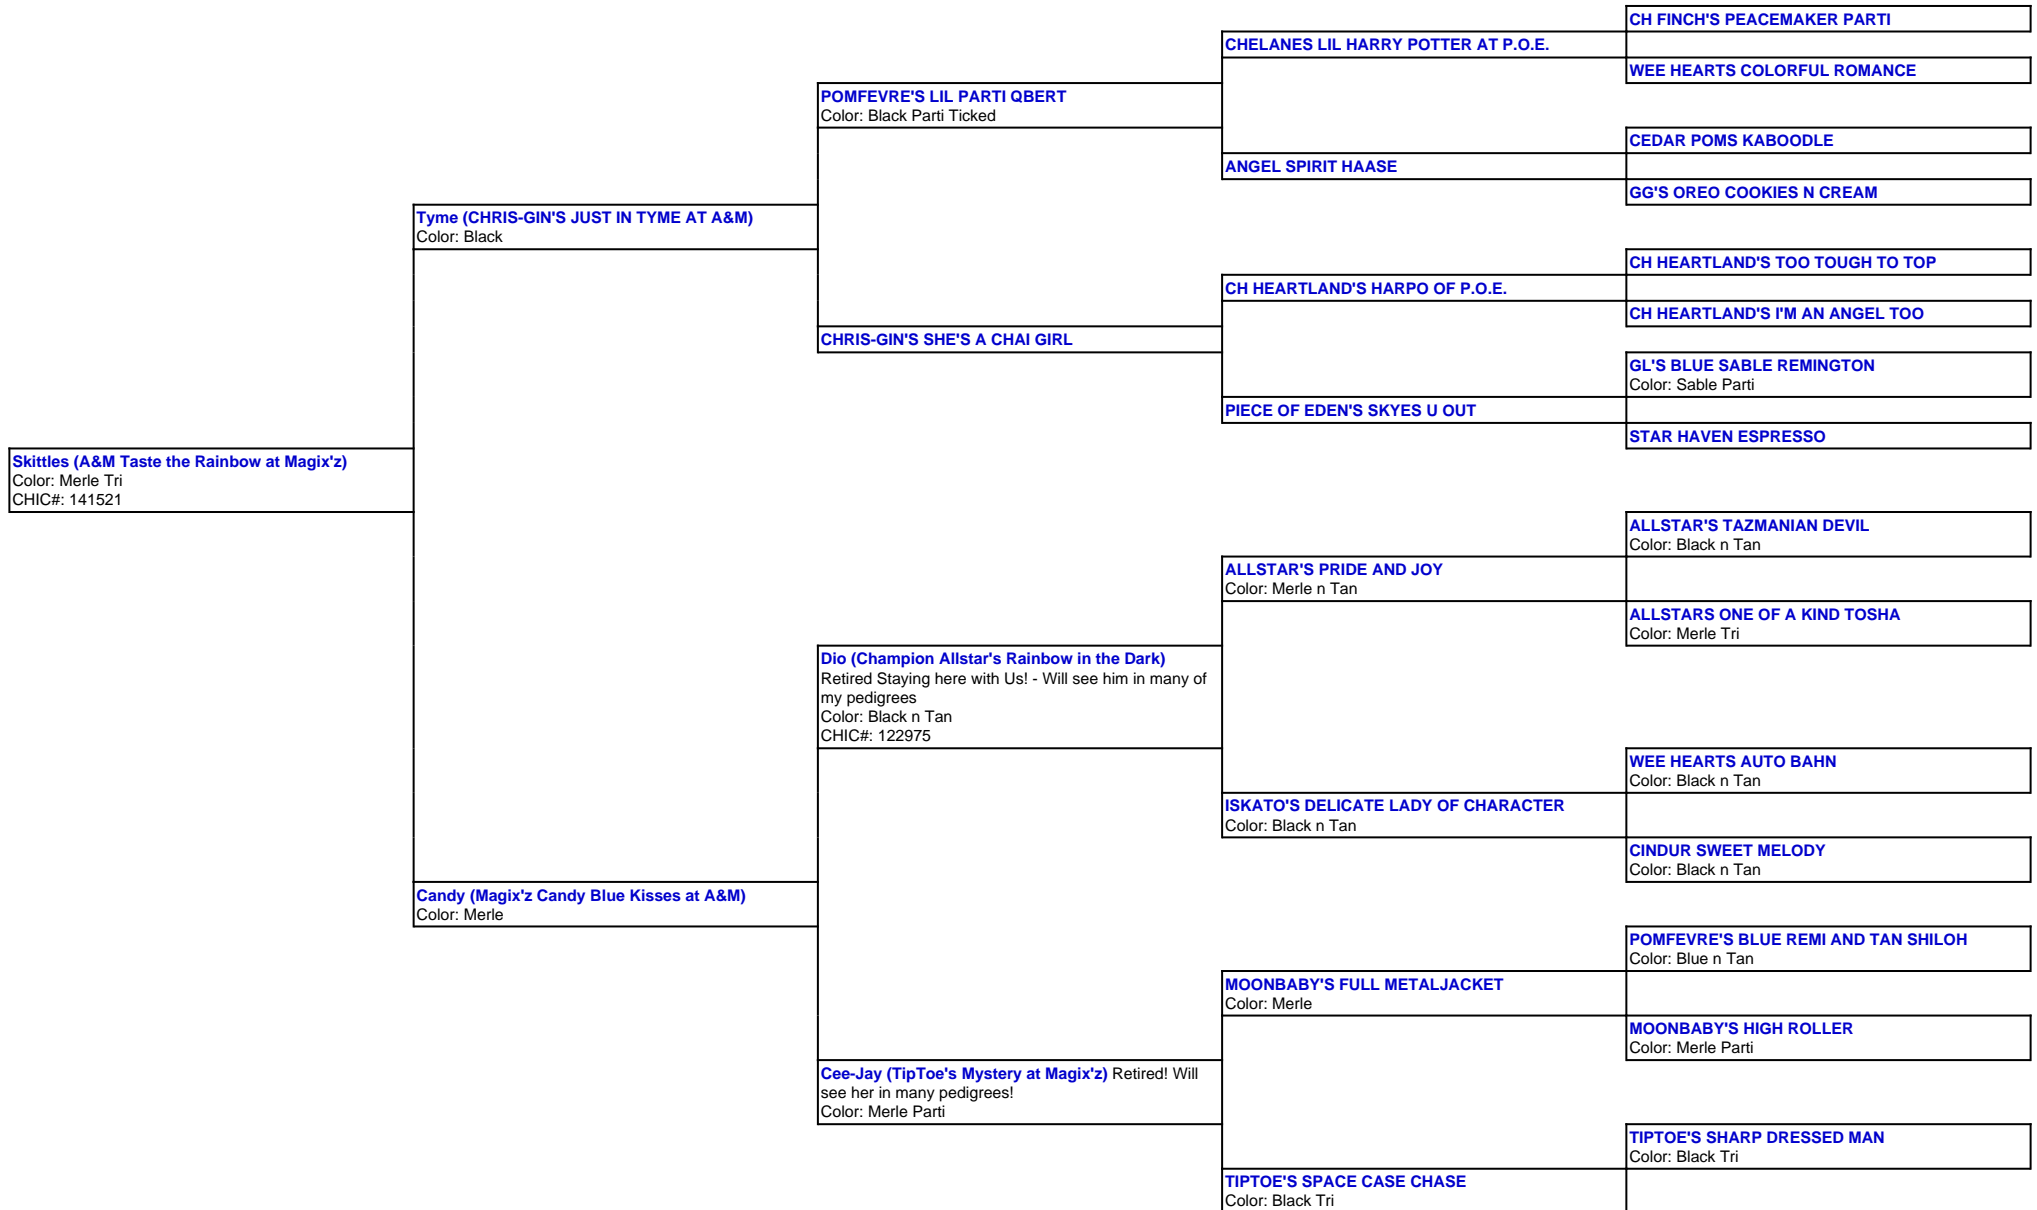 CH FINCH'S PEACEMAKER PARTI
CHELANES LIL HARRY POTTER AT P.O.E.
WEE HEARTS COLORFUL ROMANCE
POMFEVRE'S LIL PARTI QBERT
Color: Black Parti Ticked
CEDAR POMS KABOODLE
ANGEL SPIRIT HAASE
GG'S OREO COOKIES N CREAM
Tyme (CHRIS-GIN'S JUST IN TYME AT A&M)
Color: Black
CH HEARTLAND'S TOO TOUGH TO TOP
CH HEARTLAND'S HARPO OF P.O.E.
CH HEARTLAND'S I'M AN ANGEL TOO
CHRIS-GIN'S SHE'S A CHAI GIRL
GL'S BLUE SABLE REMINGTON
Color: Sable Parti
PIECE OF EDEN'S SKYES U OUT
STAR HAVEN ESPRESSO
Skittles (A&M Taste the Rainbow at Magix'z)
Color: Merle Tri
CHIC#: 141521
ALLSTAR'S TAZMANIAN DEVIL
Color: Black n Tan
ALLSTAR'S PRIDE AND JOY
Color: Merle n Tan
ALLSTARS ONE OF A KIND TOSHA
Color: Merle Tri
Dio (Champion Allstar's Rainbow in the Dark)
Retired Staying here with Us! - Will see him in many of
my pedigrees
Color: Black n Tan
CHIC#: 122975
WEE HEARTS AUTO BAHN
Color: Black n Tan
ISKATO'S DELICATE LADY OF CHARACTER
Color: Black n Tan
CINDUR SWEET MELODY
Color: Black n Tan
Candy (Magix'z Candy Blue Kisses at A&M)
Color: Merle
POMFEVRE'S BLUE REMI AND TAN SHILOH
Color: Blue n Tan
MOONBABY'S FULL METALJACKET
Color: Merle
MOONBABY'S HIGH ROLLER
Color: Merle Parti
Cee-Jay (TipToe's Mystery at Magix'z) Retired! Will
see her in many pedigrees!
Color: Merle Parti
TIPTOE'S SHARP DRESSED MAN
Color: Black Tri
TIPTOE'S SPACE CASE CHASE
Color: Black Tri